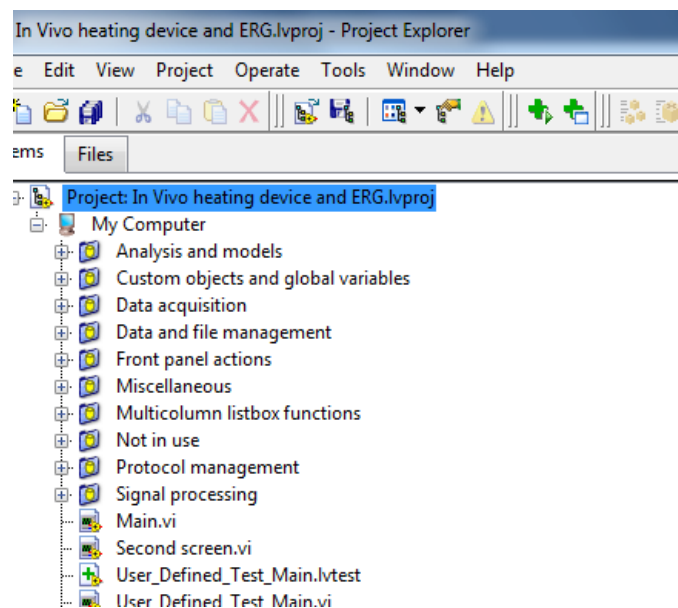 In Vivo heating device and ERG.lvproj - Project Explorer
e Edit View Project Operate Tools Window Help
ems Files
Project: In Vivo heating device and ERG.lvproj
My Computer
Analysis and models
Custom objects and global variables
Data acquisition
Data and file management
Front panel actions
Miscellaneous
Multicolumn listbox functions
Not in use
Protocol management
Signal processing
Main.vi
Second screen.vi
User_Defined_Test_Main.lvtest
User_Defined_Test_Main.vi